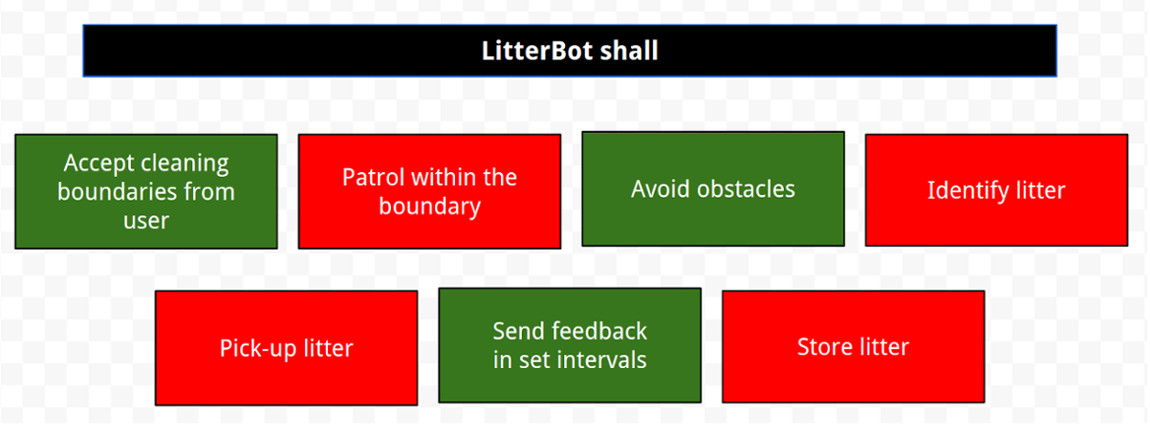 LitterBot shall
Accept cleaning
boundaries from
user
Patrol within the
boundary
Avoid obstacles
Identify litter
Pick-up litter
Send feedback
in set intervals
Store litter